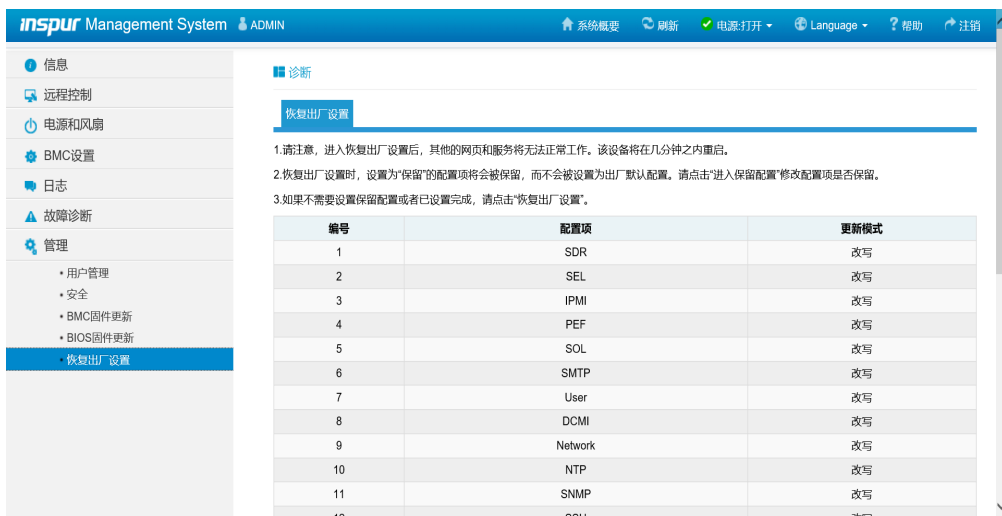 inspur Management System ADMIN 系统概要 刷新 电源:打开 Language 帮助 注销
信息
远程控制
电源和风扇
BMC设置
日志
故障诊断
管理
•用户管理
•安全
•BMC固件更新
•BIOS固件更新
•恢复出厂设置
诊断
恢复出厂设置
1.请注意，进入恢复出厂设置后，其他的网页和服务将无法正常工作。该设备将在几分钟之内重启。
2.恢复出厂设置时，设置为“保留”的配置项将会被保留，而不会被设置为出厂默认配置。请点击“进入保留配置”修改配置项是否保留。
3.如果不需要设置保留配置或者已设置完成，请点击“恢复出厂设置”。
编号 配置项 更新模式
1 SDR 改写
2 SEL 改写
3 IPMI 改写
4 PEF 改写
5 SOL 改写
6 SMTP 改写
7 User 改写
8 DCMI 改写
9 Network 改写
10 NTP 改写
11 SNMP 改写